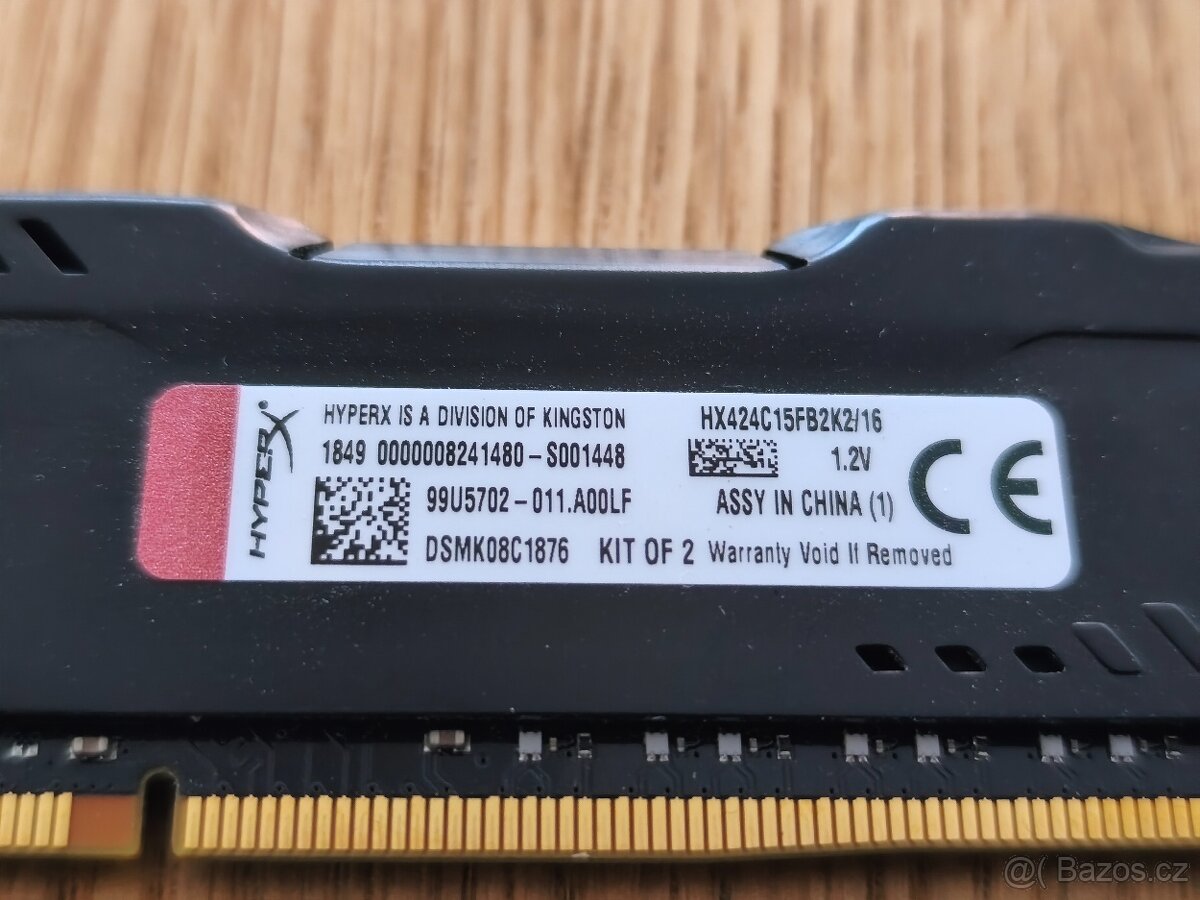 HYPERX
HYPERX IS A DIVISION OF KINGSTON
1849 0000008241480-S001448
99U5702-011.A00LF
DSMK08C1876 KIT OF 2 Warranty Void If Removed
HX424C15FB2K2/16
1.2V
ASSY IN CHINA (1)
CE
@( Bazos.cz